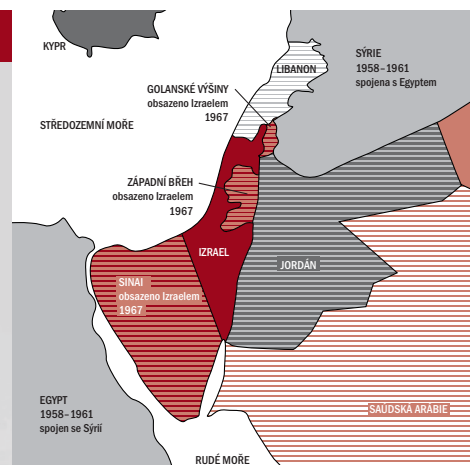 KYPR
LIBANON
SÝRIE
1958–1961
spojena s Egyptem
GOLANSKÉ VÝŠINY
obsazeno Izraelem
1967
STŘEDOZEMNÍ MOŘE
ZÁPADNÍ BŘEH
obsazeno Izraelem
1967
IZRAEL
JORDÁN
SINAI
obsazeno Izraelem
1967
EGYPT
1958–1961
spojen se Sýrií
SAÚDSKÁ ARÁBIE
RUDÉ MOŘE